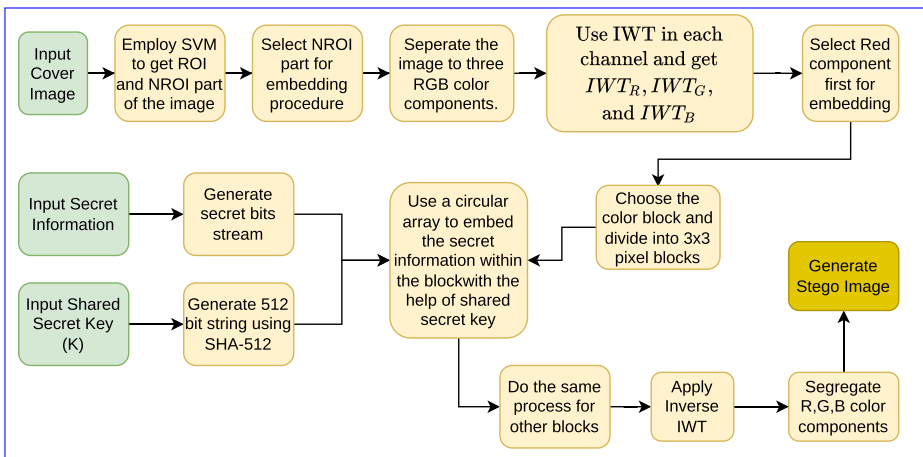 Input
Cover
Image
Employ SVM
to get ROI
and NROI part
of the image
Select NROI
part for
embedding
procedure
Seperate the
image to three
RGB color
components.
Use IWT in each
channel and get
IWT_R, IWT_G,
and IWT_B
Select Red
component
first for
embedding
Input Secret
Information
Generate
secret bits
stream
Use a circular
array to embed
the secret
information within
the blockwith the
help of shared
secret key
Choose the
color block and
divide into 3x3
pixel blocks
Generate
Stego Image
Input Shared
Secret Key
(K)
Generate 512
bit string using
SHA-512
Do the same
process for
other blocks
Apply
Inverse
IWT
Segregate
R,G,B color
components